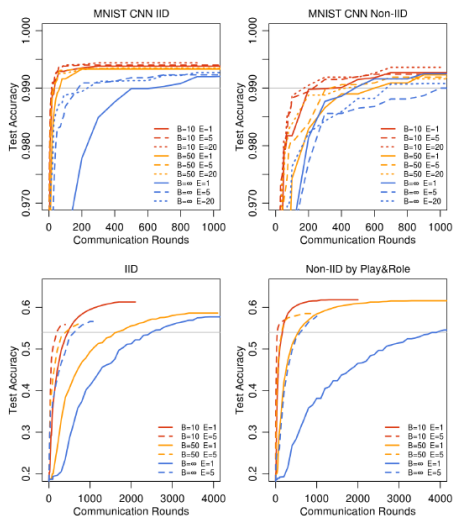 MNIST CNN IID
Test Accuracy
0.970 0.980 0.990 1.000
B=10 E=1
B=10 E=5
B=10 E=20
B=50 E=1
B=50 E=5
B=50 E=20
B=∞ E=1
B=∞ E=5
B=∞ E=20
0 200 400 600 800 1000
Communication Rounds
MNIST CNN Non-IID
Test Accuracy
0.970 0.980 0.990 1.000
B=10 E=1
B=10 E=5
B=10 E=20
B=50 E=1
B=50 E=5
B=50 E=20
B=∞ E=1
B=∞ E=5
B=∞ E=20
0 200 400 600 800 1000
Communication Rounds
IID
Test Accuracy
0.2 0.3 0.4 0.5 0.6
B=10 E=1
B=10 E=5
B=50 E=1
B=50 E=5
B=∞ E=1
B=∞ E=5
0 1000 2000 3000 4000
Communication Rounds
Non-IID by Play&Role
Test Accuracy
0.2 0.3 0.4 0.5 0.6
B=10 E=1
B=10 E=5
B=50 E=1
B=50 E=5
B=∞ E=1
B=∞ E=5
0 1000 2000 3000 4000
Communication Rounds